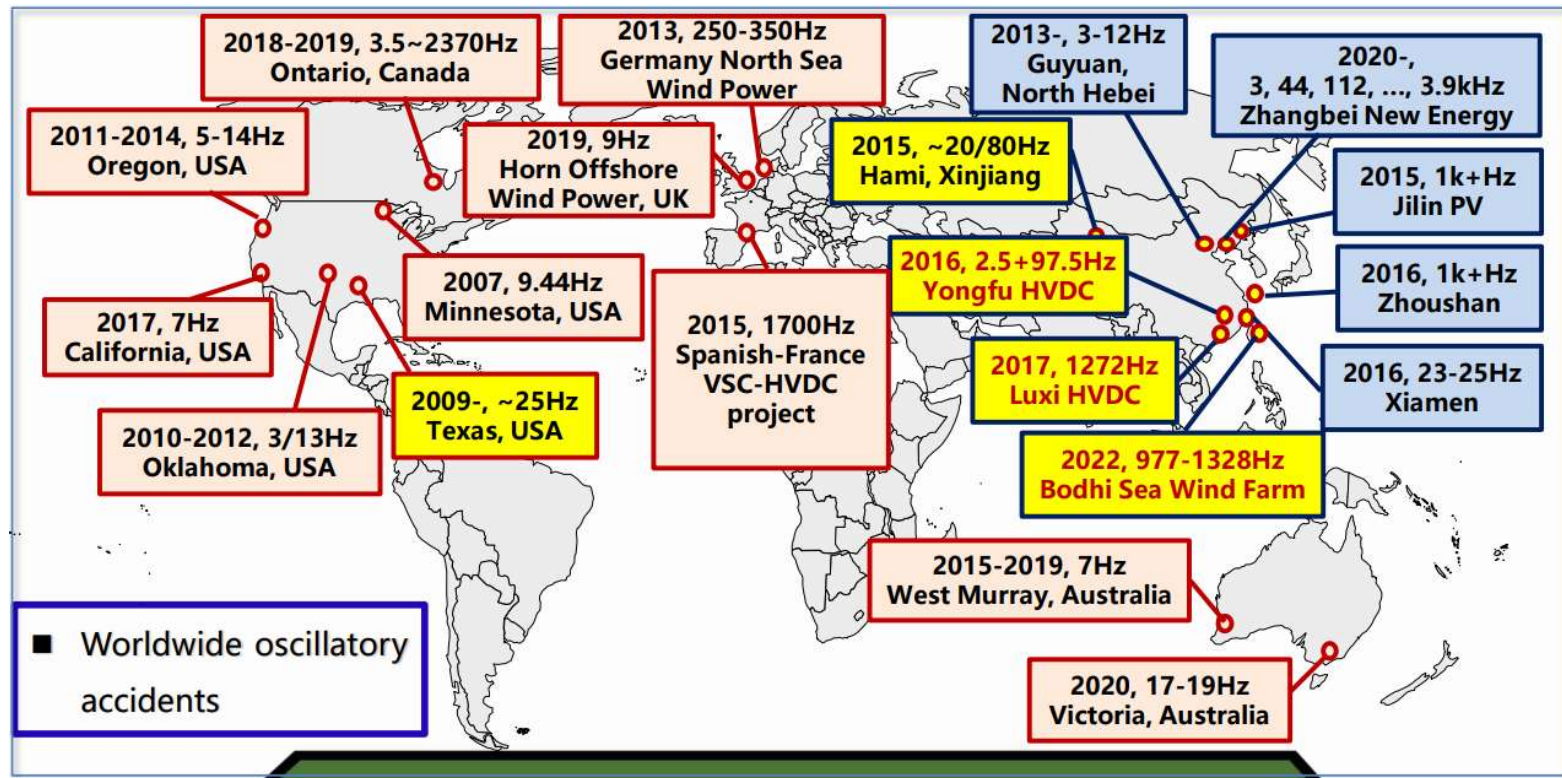 2018-2019, 3.5~2370Hz
Ontario, Canada
2013, 250-350Hz
Germany North Sea
Wind Power
2013-, 3-12Hz
Guyuan,
North Hebei
2020-,
3, 44, 112, ..., 3.9kHz
Zhangbei New Energy
2011-2014, 5-14Hz
Oregon, USA
2019, 9Hz
Horn Offshore
Wind Power, UK
2015, ~20/80Hz
Hami, Xinjiang
2015, 1k+Hz
Jilin PV
2007, 9.44Hz
Minnesota, USA
2016, 2.5+97.5Hz
Yongfu HVDC
2016, 1k+Hz
Zhoushan
2017, 7Hz
California, USA
2015, 1700Hz
Spanish-France
VSC-HVDC
project
2017, 1272Hz
Luxi HVDC
2016, 23-25Hz
Xiamen
2009-, ~25Hz
Texas, USA
2010-2012, 3/13Hz
Oklahoma, USA
2022, 977-1328Hz
Bodhi Sea Wind Farm
2015-2019, 7Hz
West Murray, Australia
■ Worldwide oscillatory
accidents
2020, 17-19Hz
Victoria, Australia